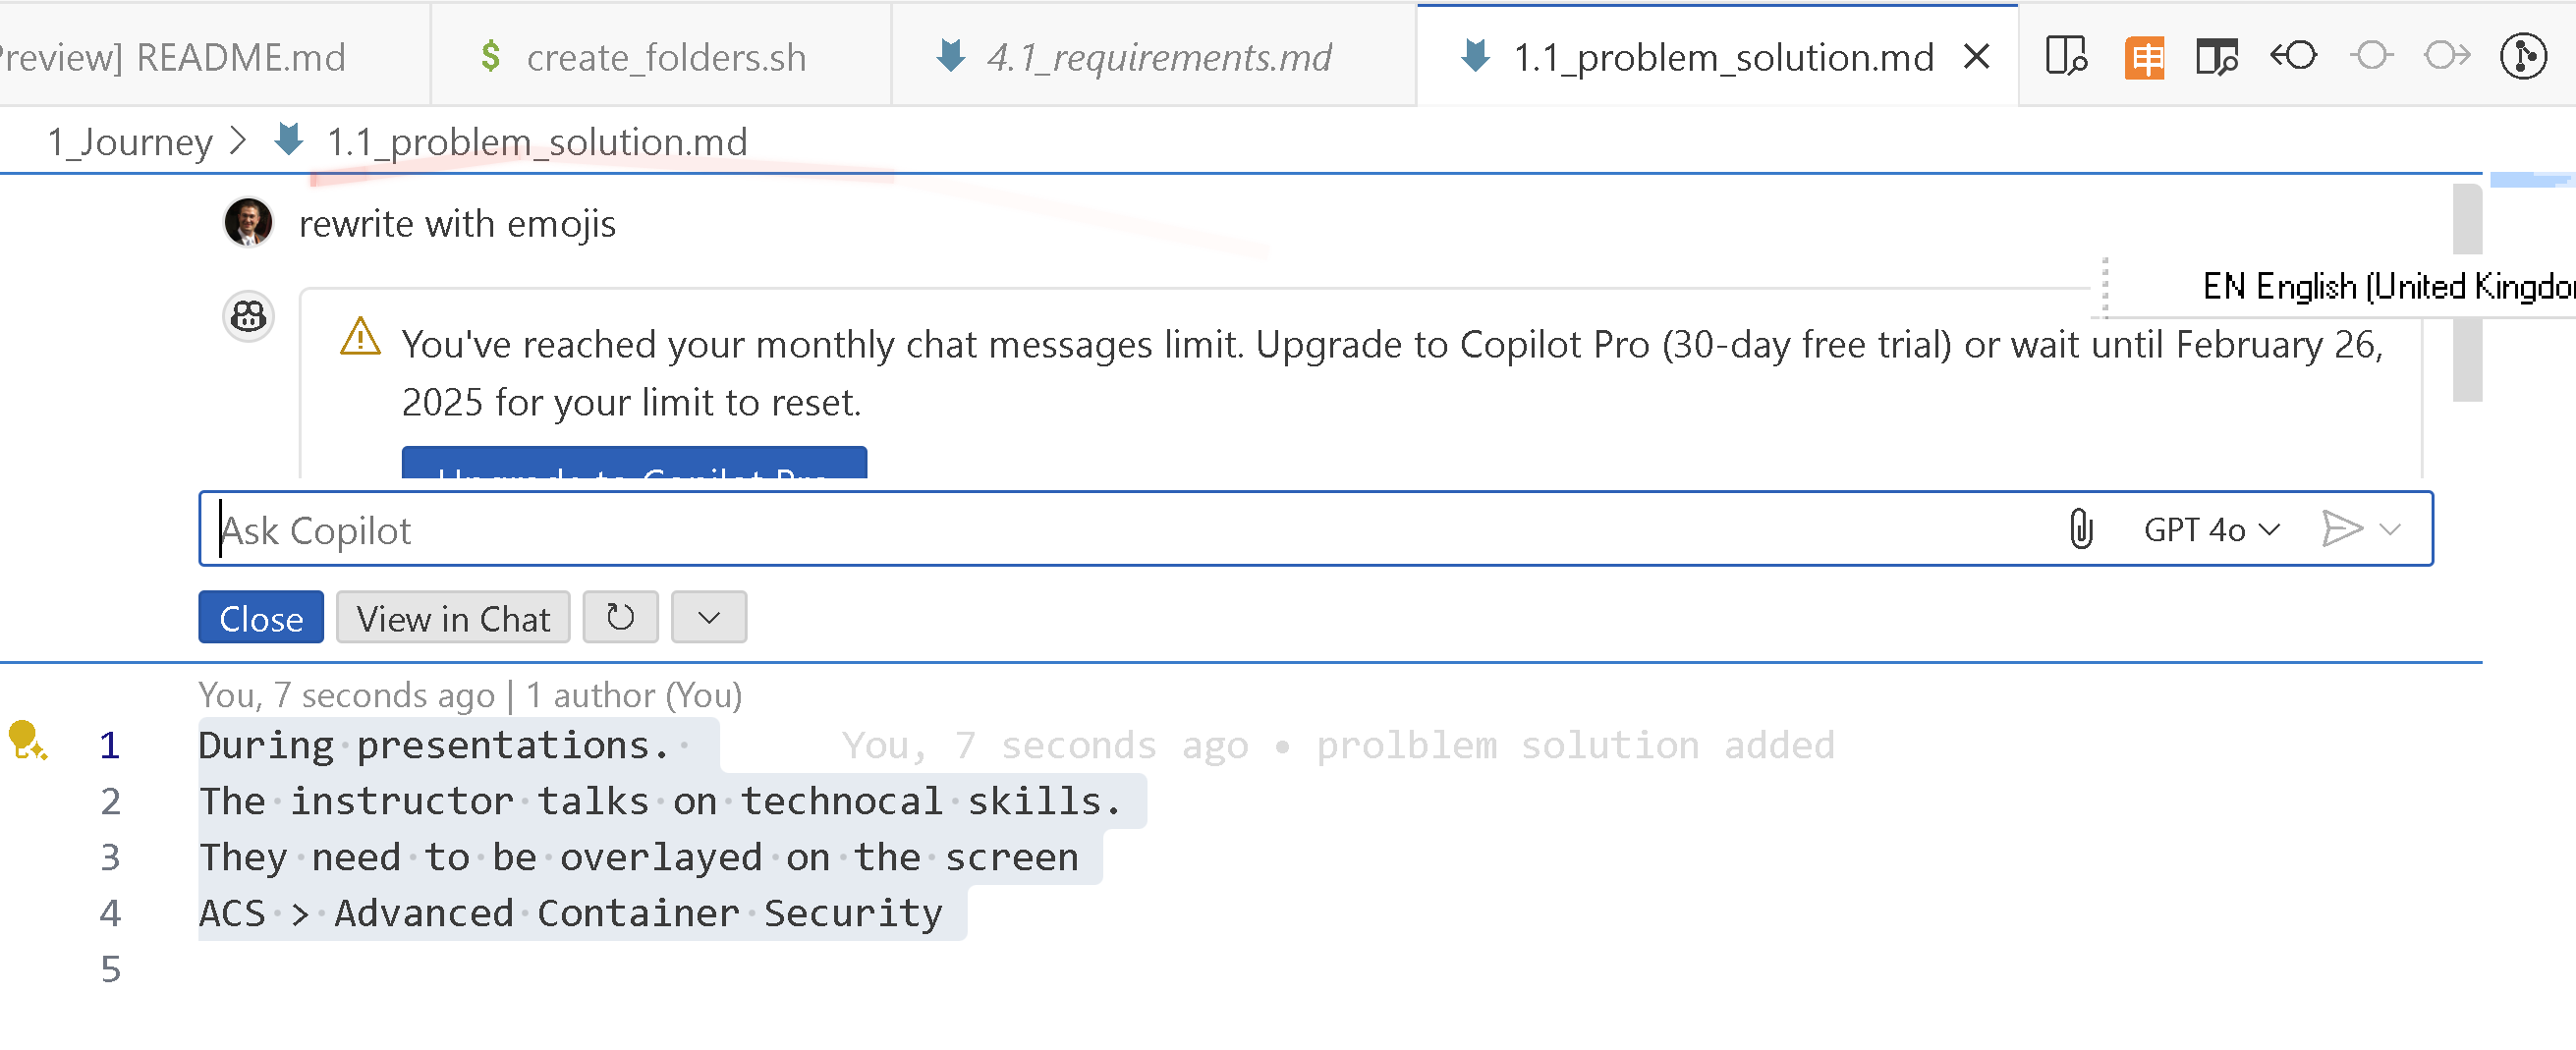 Preview] README.md
$ create_folders.sh
4.1_requirements.md
1.1_problem_solution.md
1_Journey > 1.1_problem_solution.md
rewrite with emojis
EN English (United Kingdo
You've reached your monthly chat messages limit. Upgrade to Copilot Pro (30-day free trial) or wait until February 26,
2025 for your limit to reset.
Upgrade to Copilot Pro
Ask Copilot
GPT 4o
Close
View in Chat
You, 7 seconds ago | 1 author (You)
1 During presentations. You, 7 seconds ago • prolblem solution added
2 The instructor talks on technocal skills.
3 They need to be overlayed on the screen
4 ACS > Advanced Container Security
5